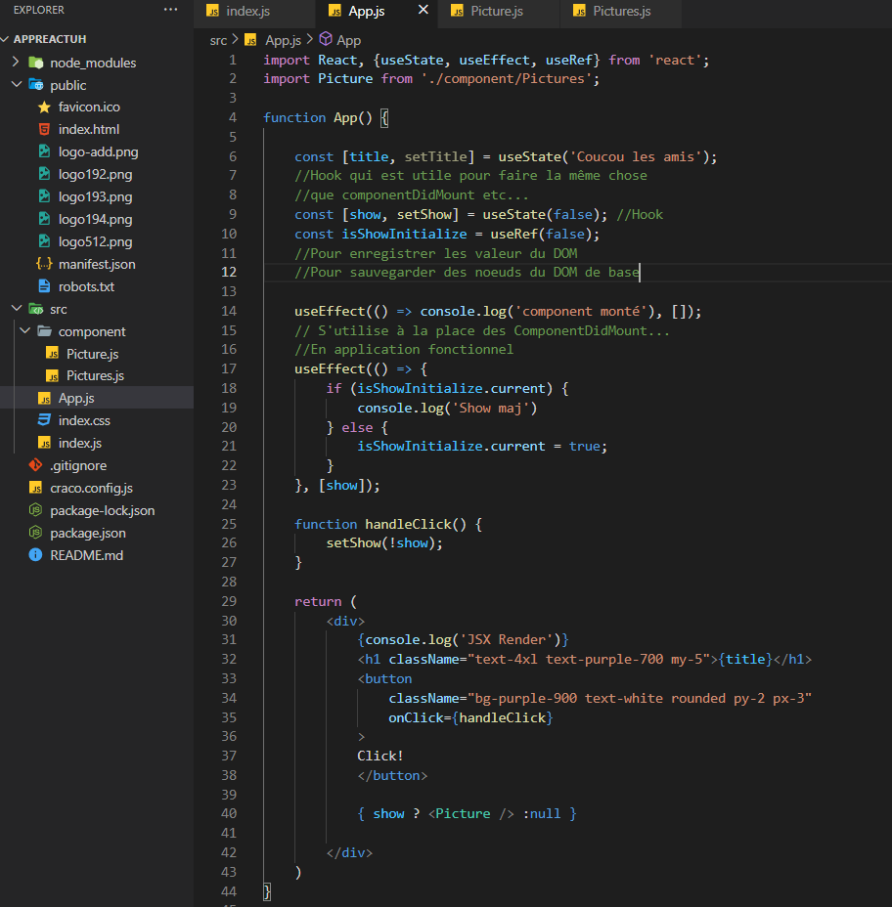 EXPLORER
...
APPREACTUH
node_modules
public
favicon.ico
index.html
logo-add.png
logo192.png
logo193.png
logo194.png
logo512.png
manifest.json
robots.txt
src
component
Picture.js
Pictures.js
App.js
index.css
index.js
.gitignore
craco.config.js
package-lock.json
package.json
README.md
index.js
App.js
Picture.js
Pictures.js
src > App.js > App
1 import React, {useState, useEffect, useRef} from 'react';
2 import Picture from './component/Pictures';
3
4 function App() {
5
6 const [title, setTitle] = useState('Coucou les amis');
7 //Hook qui est utile pour faire la même chose
8 //que componentDidMount etc...
9 const [show, setShow] = useState(false); //Hook
10 const isShowInitialize = useRef(false);
11 //Pour enregistrer les valeur du DOM
12 //Pour sauvegarder des noeuds du DOM de base
13
14 useEffect(() => console.log('component monté'), []);
15 // S'utilise à la place des ComponentDidMount...
16 //En application fonctionnel
17 useEffect(() => {
18 if (isShowInitialize.current) {
19 console.log('Show maj')
20 } else {
21 isShowInitialize.current = true;
22 }
23 }, [show]);
24
25 function handleClick() {
26 setShow(!show);
27 }
28
29 return (
30 <div>
31 {console.log('JSX Render')}
32 <h1 className="text-4xl text-purple-700 my-5">{title}</h1>
33 <button
34 className="bg-purple-900 text-white rounded py-2 px-3"
35 onClick={handleClick}
36 >
37 Click!
38 </button>
39
40 { show ? <Picture /> :null }
41
42 </div>
43 )
44 }